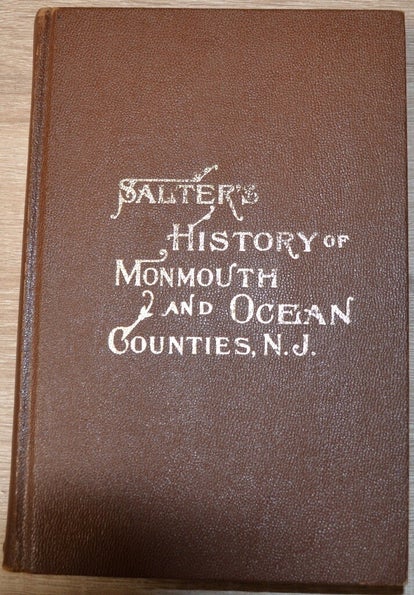 SALTER'S
HISTORY OF
MONMOUTH
AND OCEAN
COUNTIES, N.J.